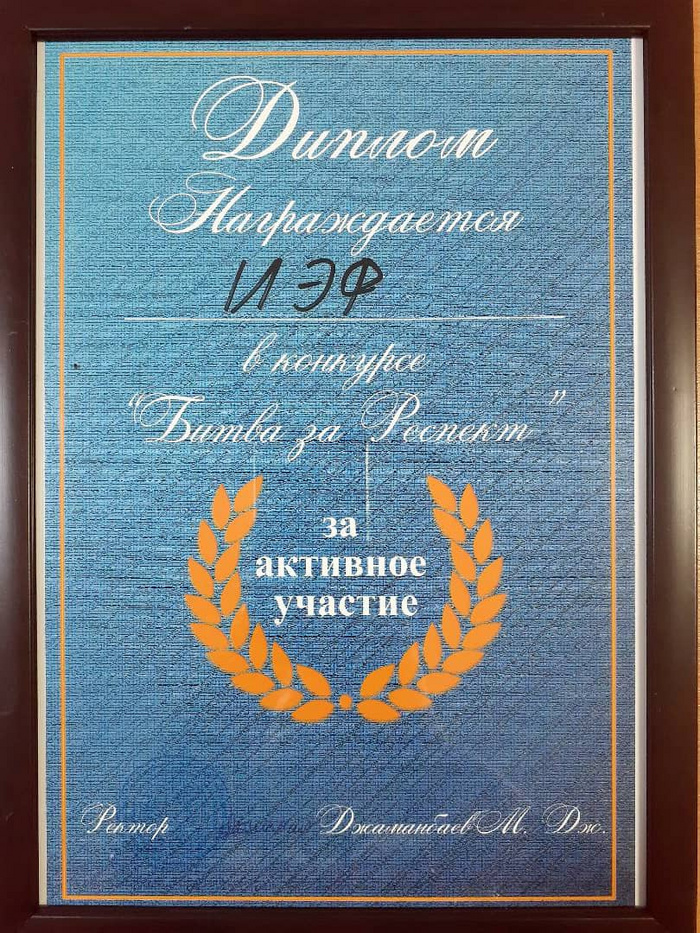 Диплом
Награждается
ИЭФ
в конкурсе
"Битва за Респект"
за
активное
участие
Ректор Джаманбаев М. Дж.